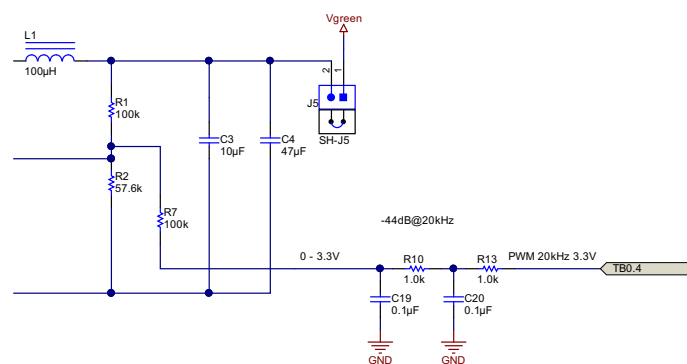 Vgreen
L1
100µH
2
1
R1
100k
J5
C3
10µF
C4
47µF
SH-J5
R2
57.6k
R7
100k
-44dB@20kHz
0 - 3.3V
R10
1.0k
R13
1.0k
PWM 20kHz 3.3V
TB0.4
C19
0.1µF
C20
0.1µF
GND
GND